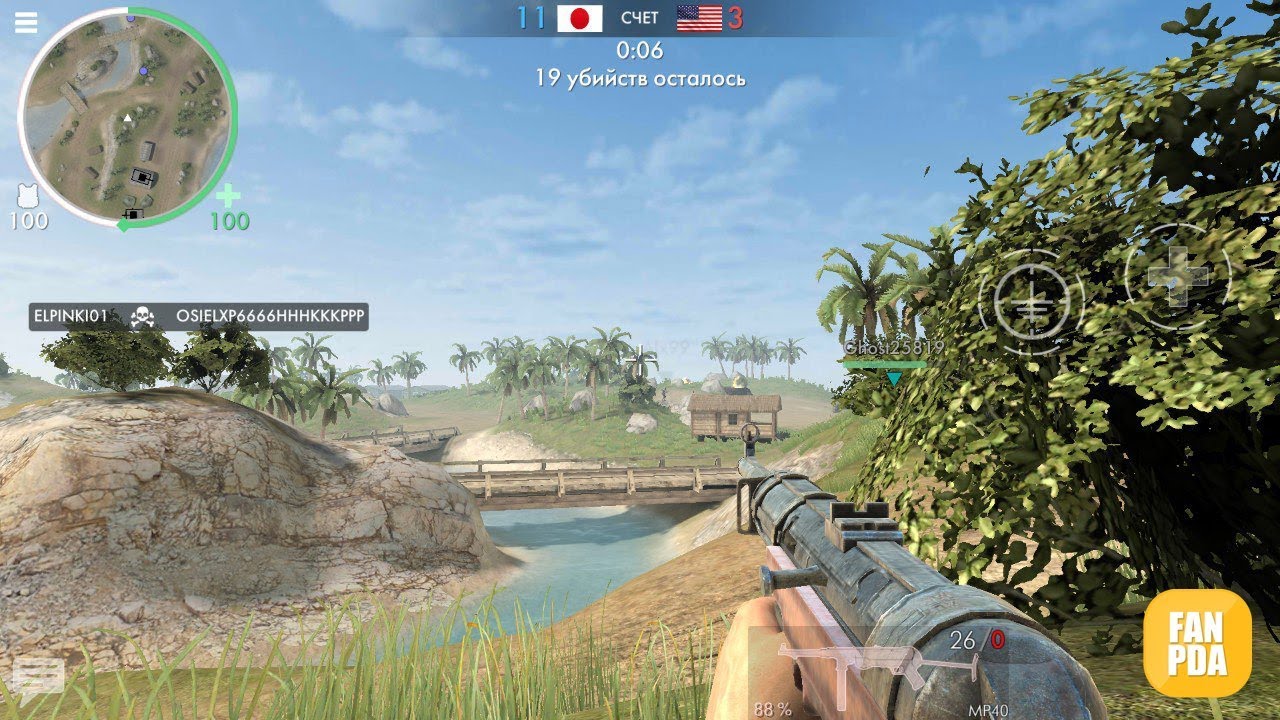 11 СЧЕТ 3
0:06
19 убийств осталось
100
100
ELPINKI01 OSIELXP6666HHHKKKPPP
Ghost25819
26 / 0
88 %
MP40
FAN
PDA